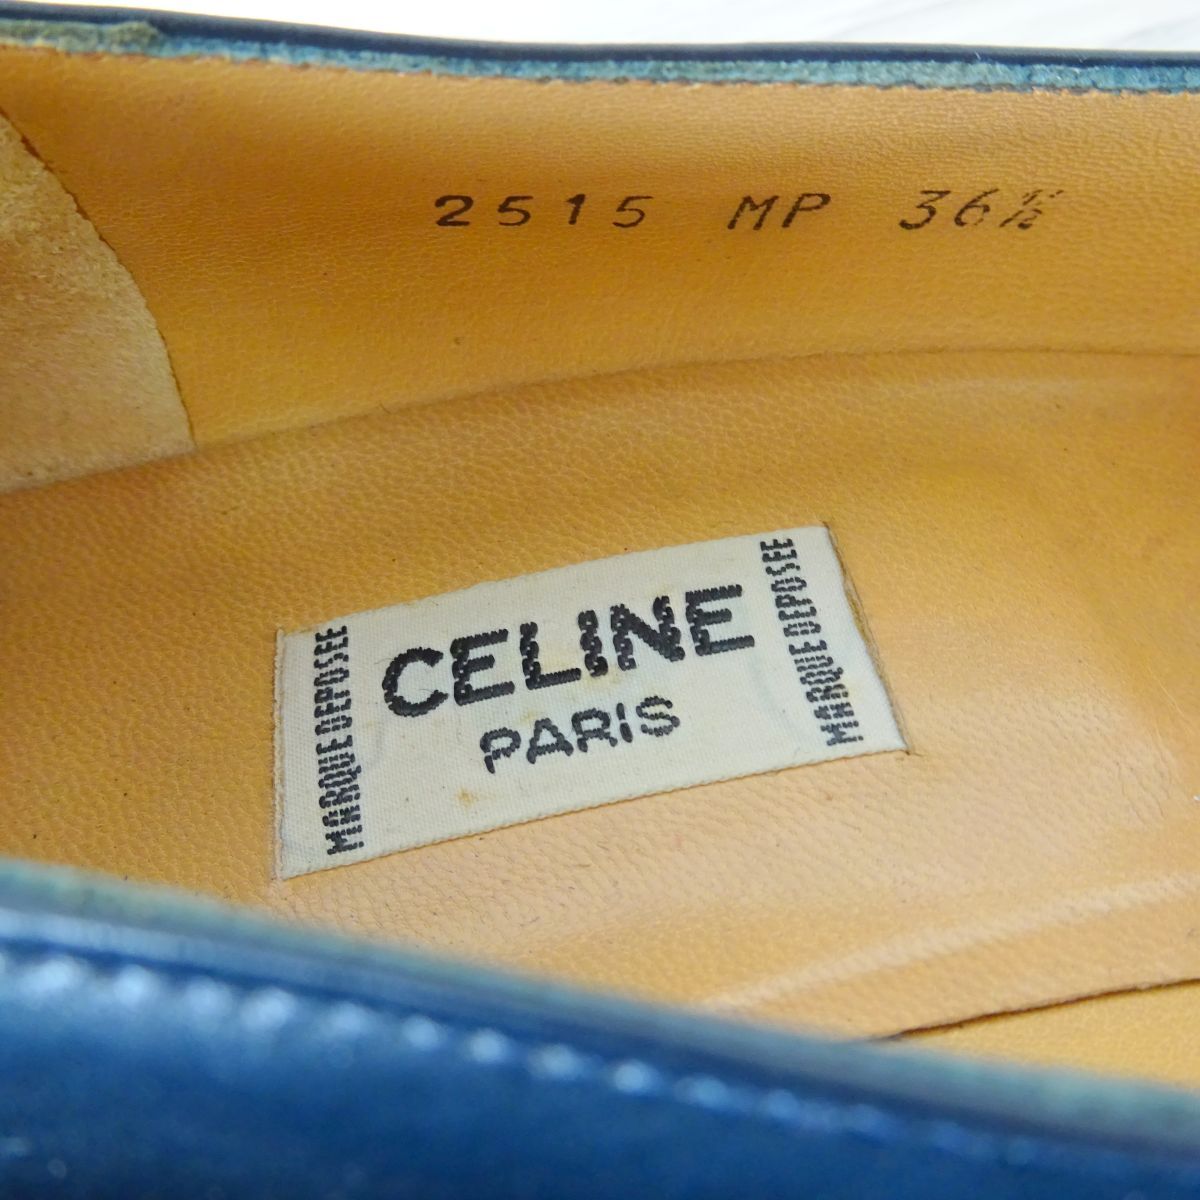 2515 MP 36½
MARQUE DEPOSEE
CELINE
PARIS
MARQUE DEPOSEE